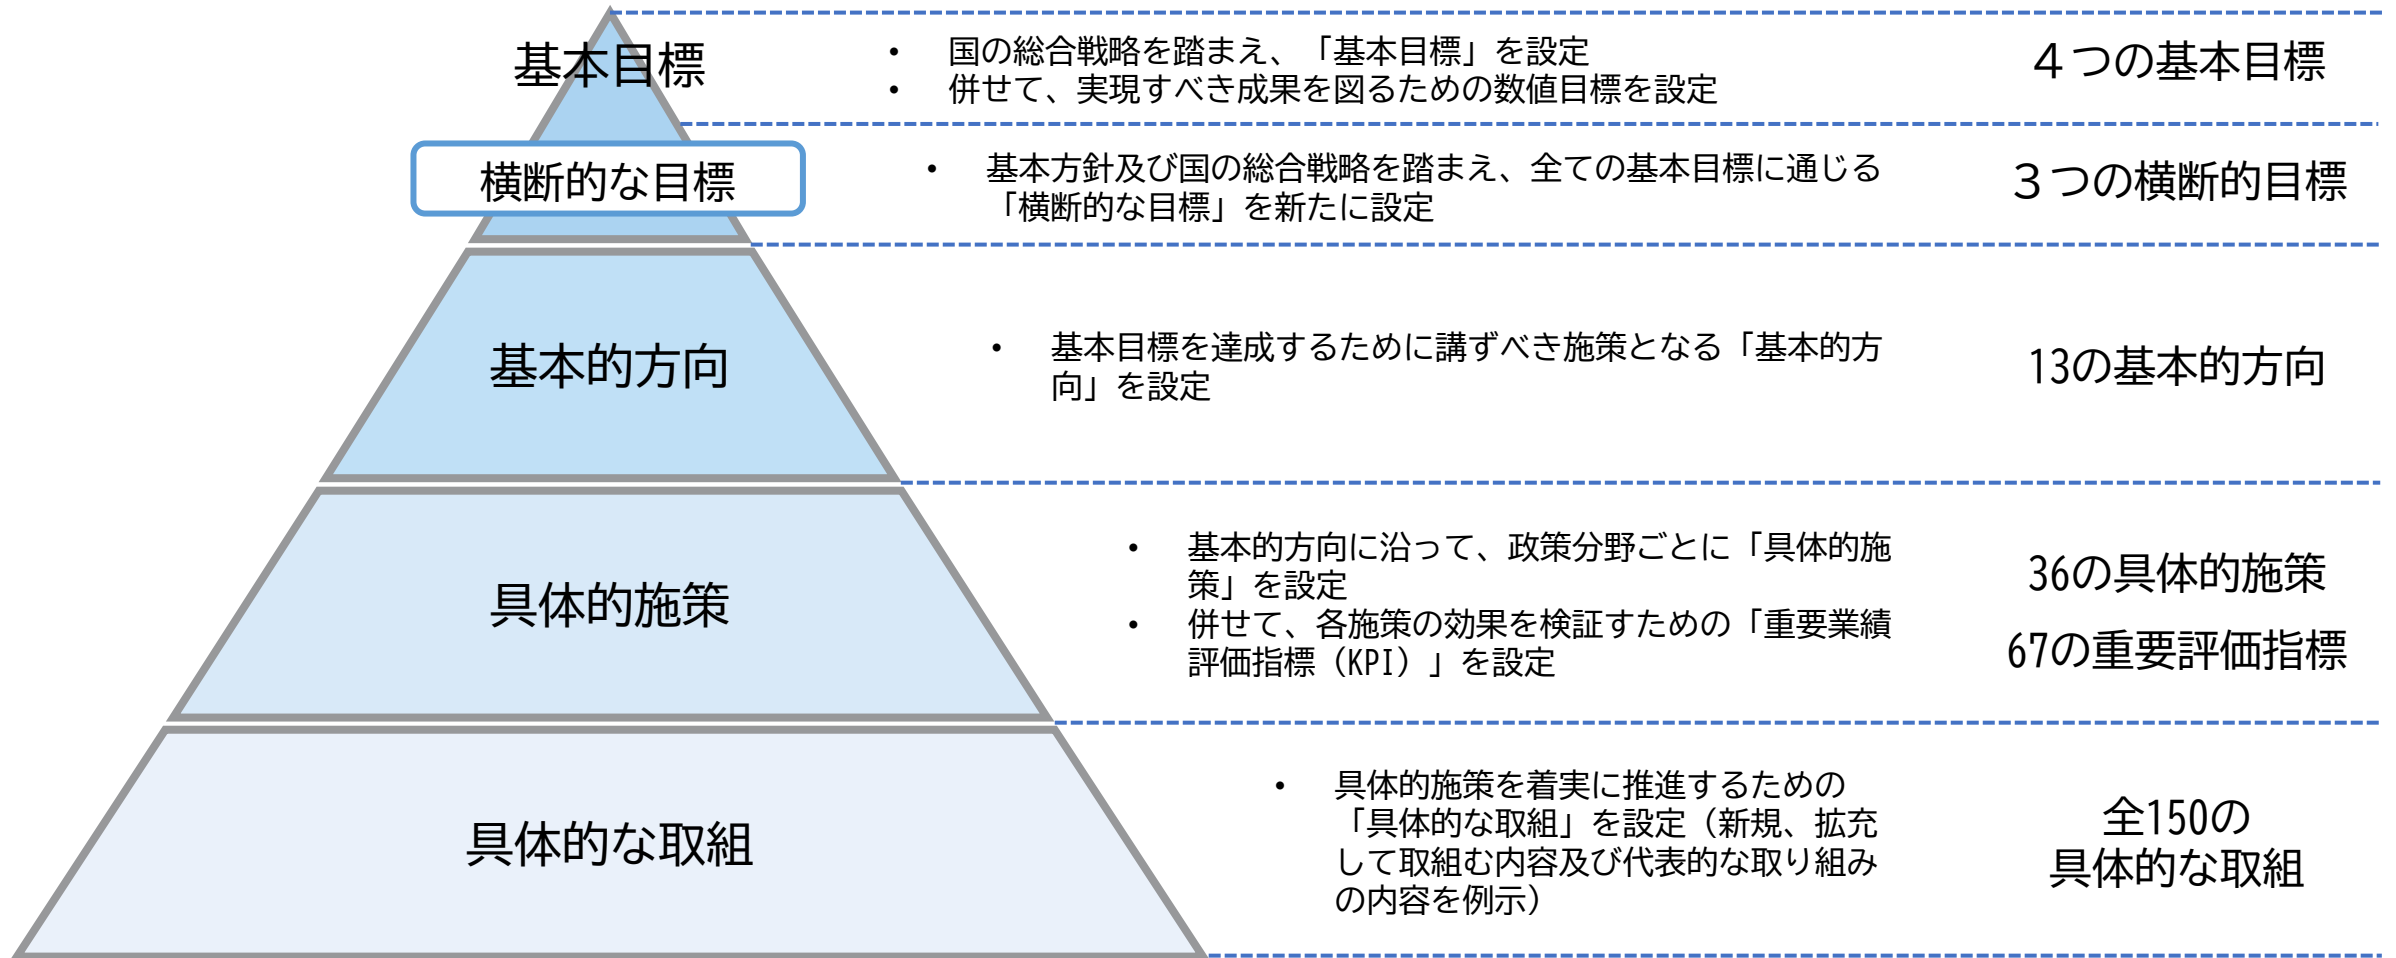 基本目標
• 国の総合戦略を踏まえ、「基本目標」を設定
• 併せて、実現すべき成果を図るための数値目標を設定
４つの基本目標
横断的な目標
• 基本方針及び国の総合戦略を踏まえ、全ての基本目標に通じる
「横断的な目標」を新たに設定
３つの横断的目標
基本的方向
• 基本目標を達成するために講ずべき施策となる「基本的方
向」を設定
13の基本的方向
具体的施策
• 基本的方向に沿って、政策分野ごとに「具体的施
策」を設定
• 併せて、各施策の効果を検証すための「重要業績
評価指標（KPI）」を設定
36の具体的施策
67の重要評価指標
具体的な取組
• 具体的施策を着実に推進するための
「具体的な取組」を設定（新規、拡充
して取組む内容及び代表的な取り組み
の内容を例示）
全150の
具体的な取組